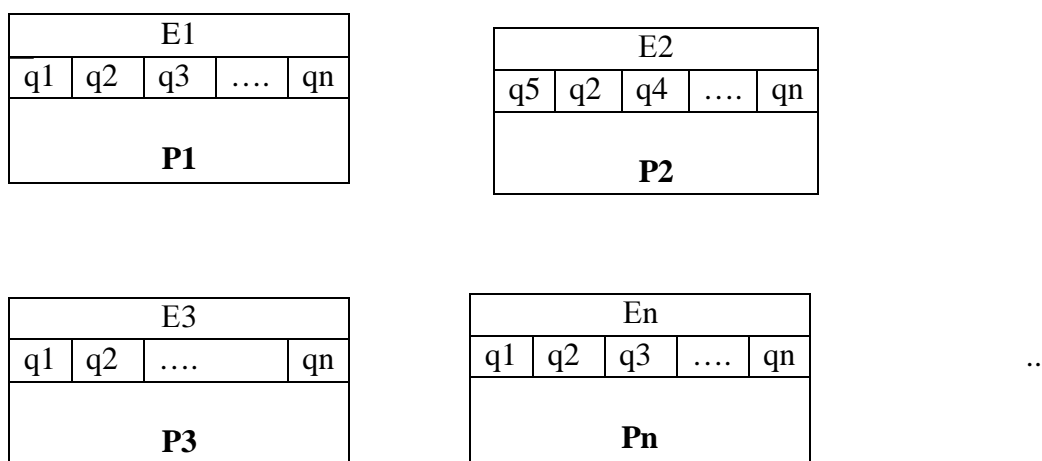 E1
q1 q2 q3 …. qn
P1
E2
q5 q2 q4 …. qn
P2
E3
q1 q2 …. qn
P3
En
q1 q2 q3 …. qn
Pn
..